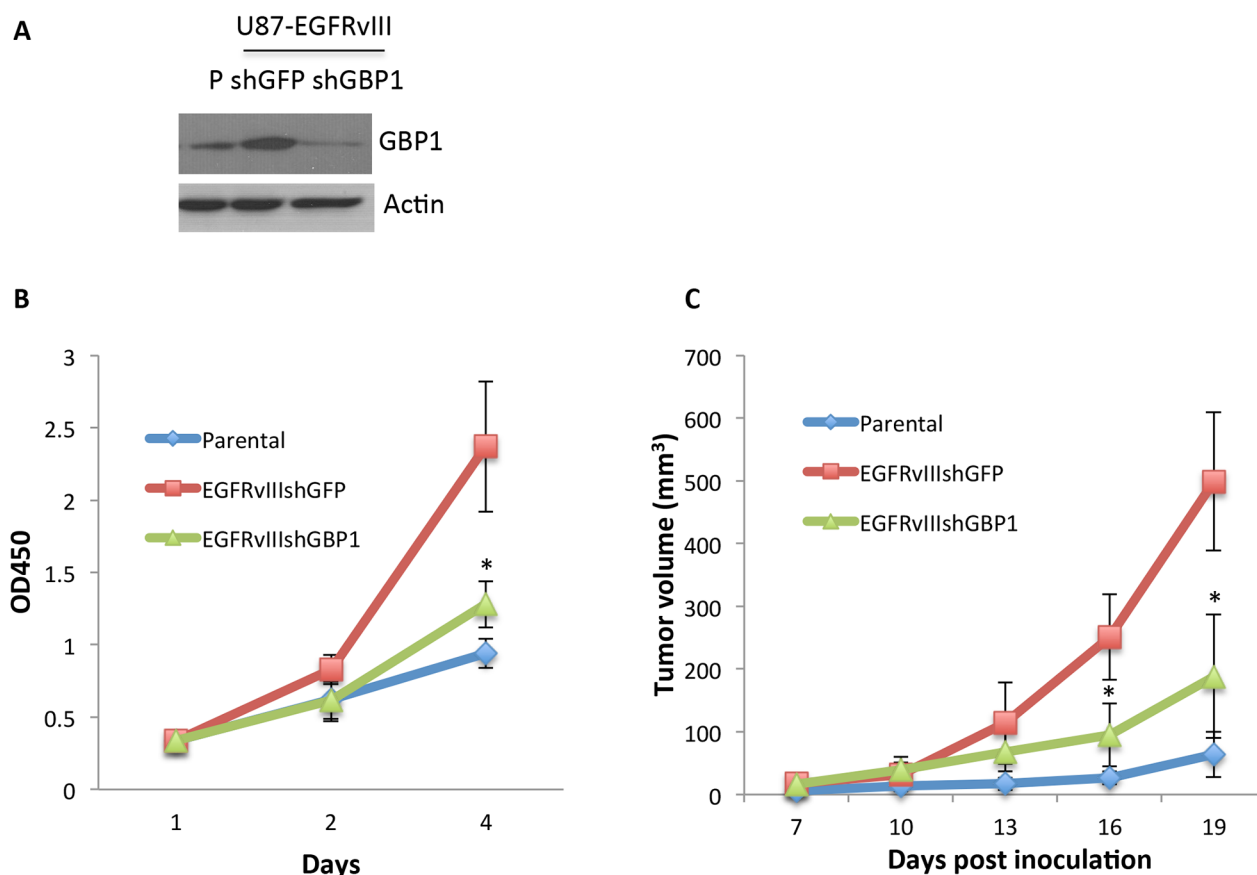 A
U87-EGFRvIII
P shGFP shGBP1
GBP1
Actin
B
3
2.5
2
1.5
1
0.5
0
OD450
Parental
EGFRvIIIshGFP
EGFRvIIIshGBP1
*
1 2 4
Days
C
700
600
500
400
300
200
100
0
Tumor volume (mm³)
Parental
EGFRvIIIshGFP
EGFRvIIIshGBP1
*
*
7 10 13 16 19
Days post inoculation